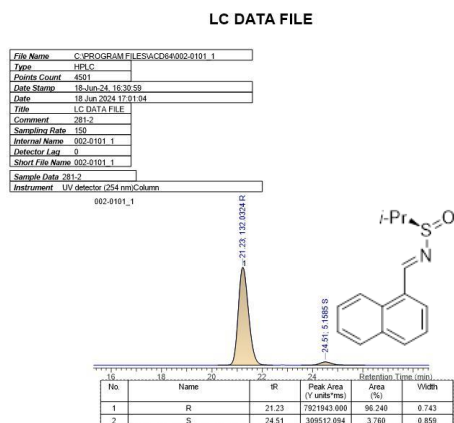 LC DATA FILE
File Name C:\PROGRAM FILES\ACD64\002-0101_1
Type HPLC
Points Count 4501
Date Stamp 18-Jun-24, 16:30:59
Date 18 Jun 2024 17:01:04
Title LC DATA FILE
Comment 281-2
Sampling Rate 150
Internal Name 002-0101_1
Detector Lag 0
Short File Name 002-0101_1
Sample Data 281-2
Instrument UV detector (254 nm)Column
002-0101_1
21.23; 132.0324 R
24.51; 5.1585 S
i-Pr
S O
N
16 18 20 22 24 Retention Time (min)
No. Name tR Peak Area (Y units*ms) Area (%) Width
1 R 21.23 7921943.000 96.240 0.743
2 S 24.51 309512.094 3.760 0.859